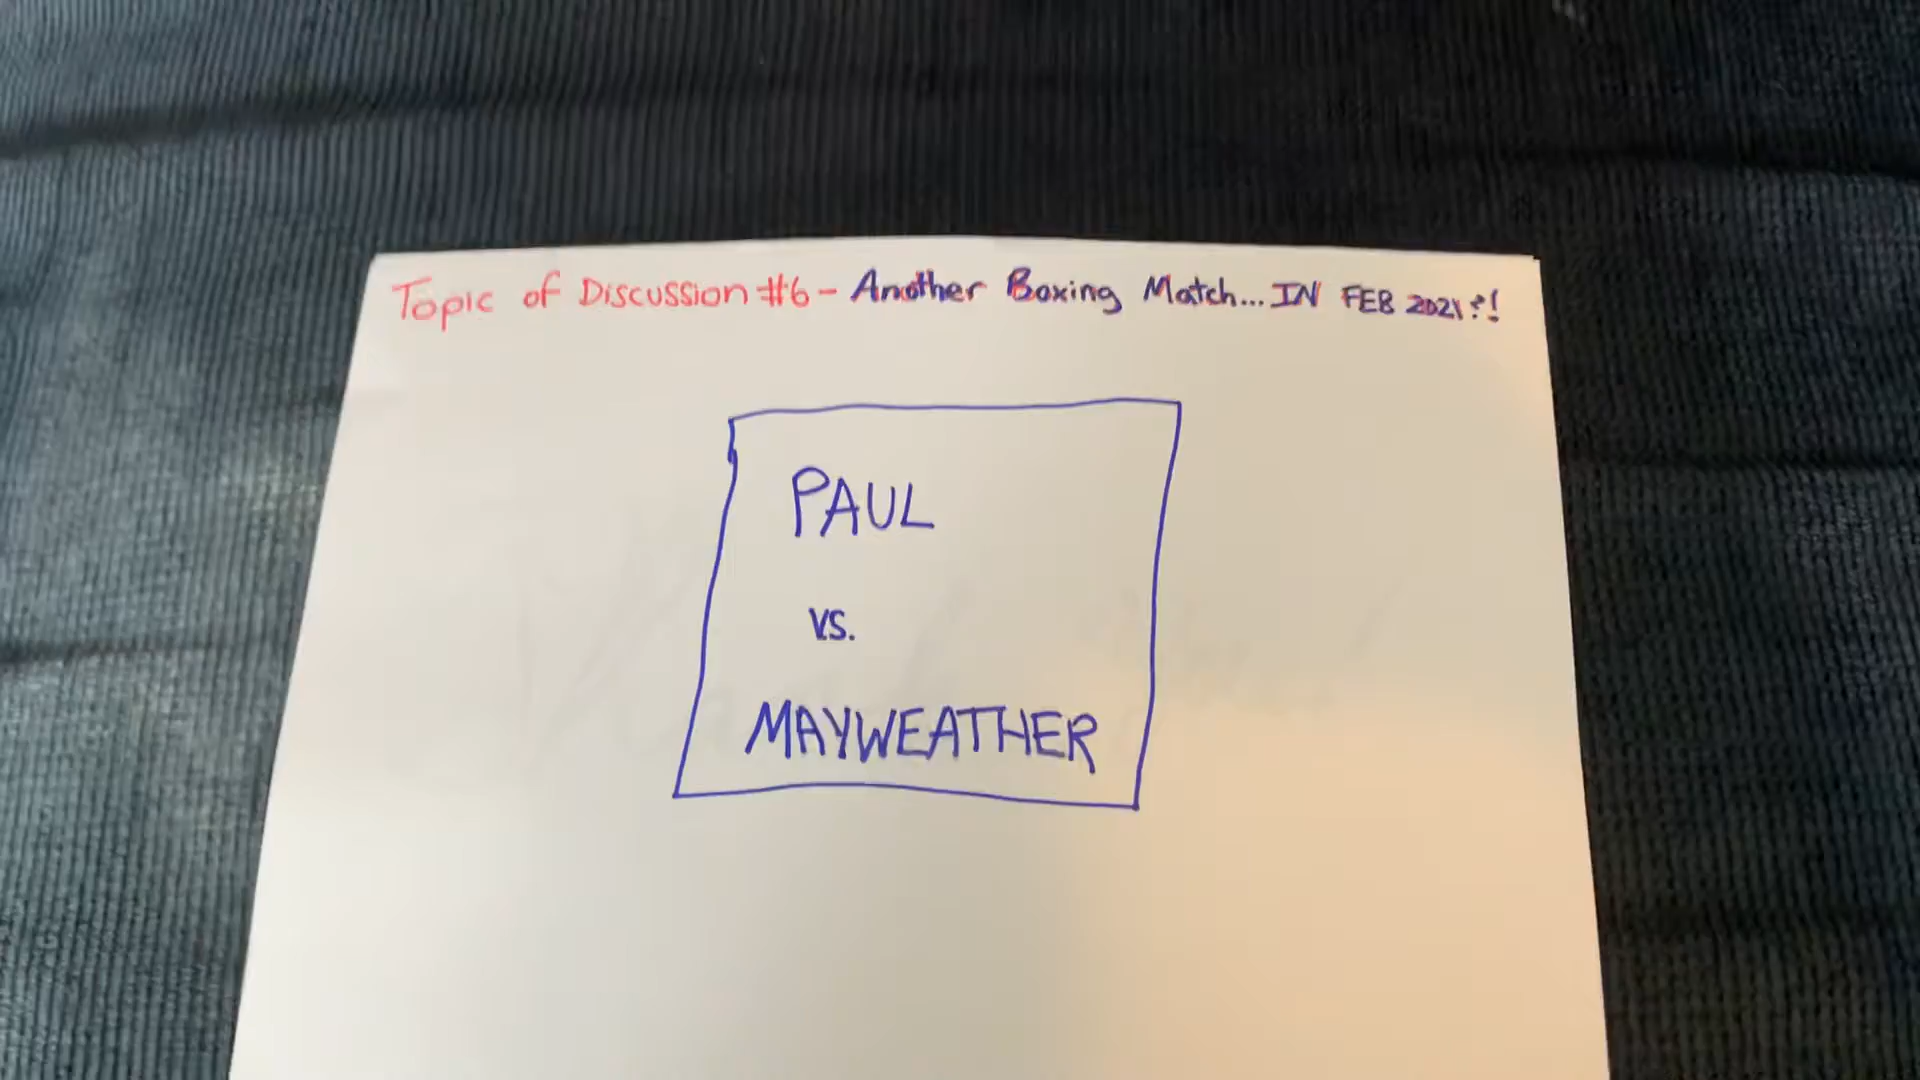 Topic of Discussion #6 - Another Boxing Match... IN FEB 2021?!
PAUL
VS.
MAYWEATHER